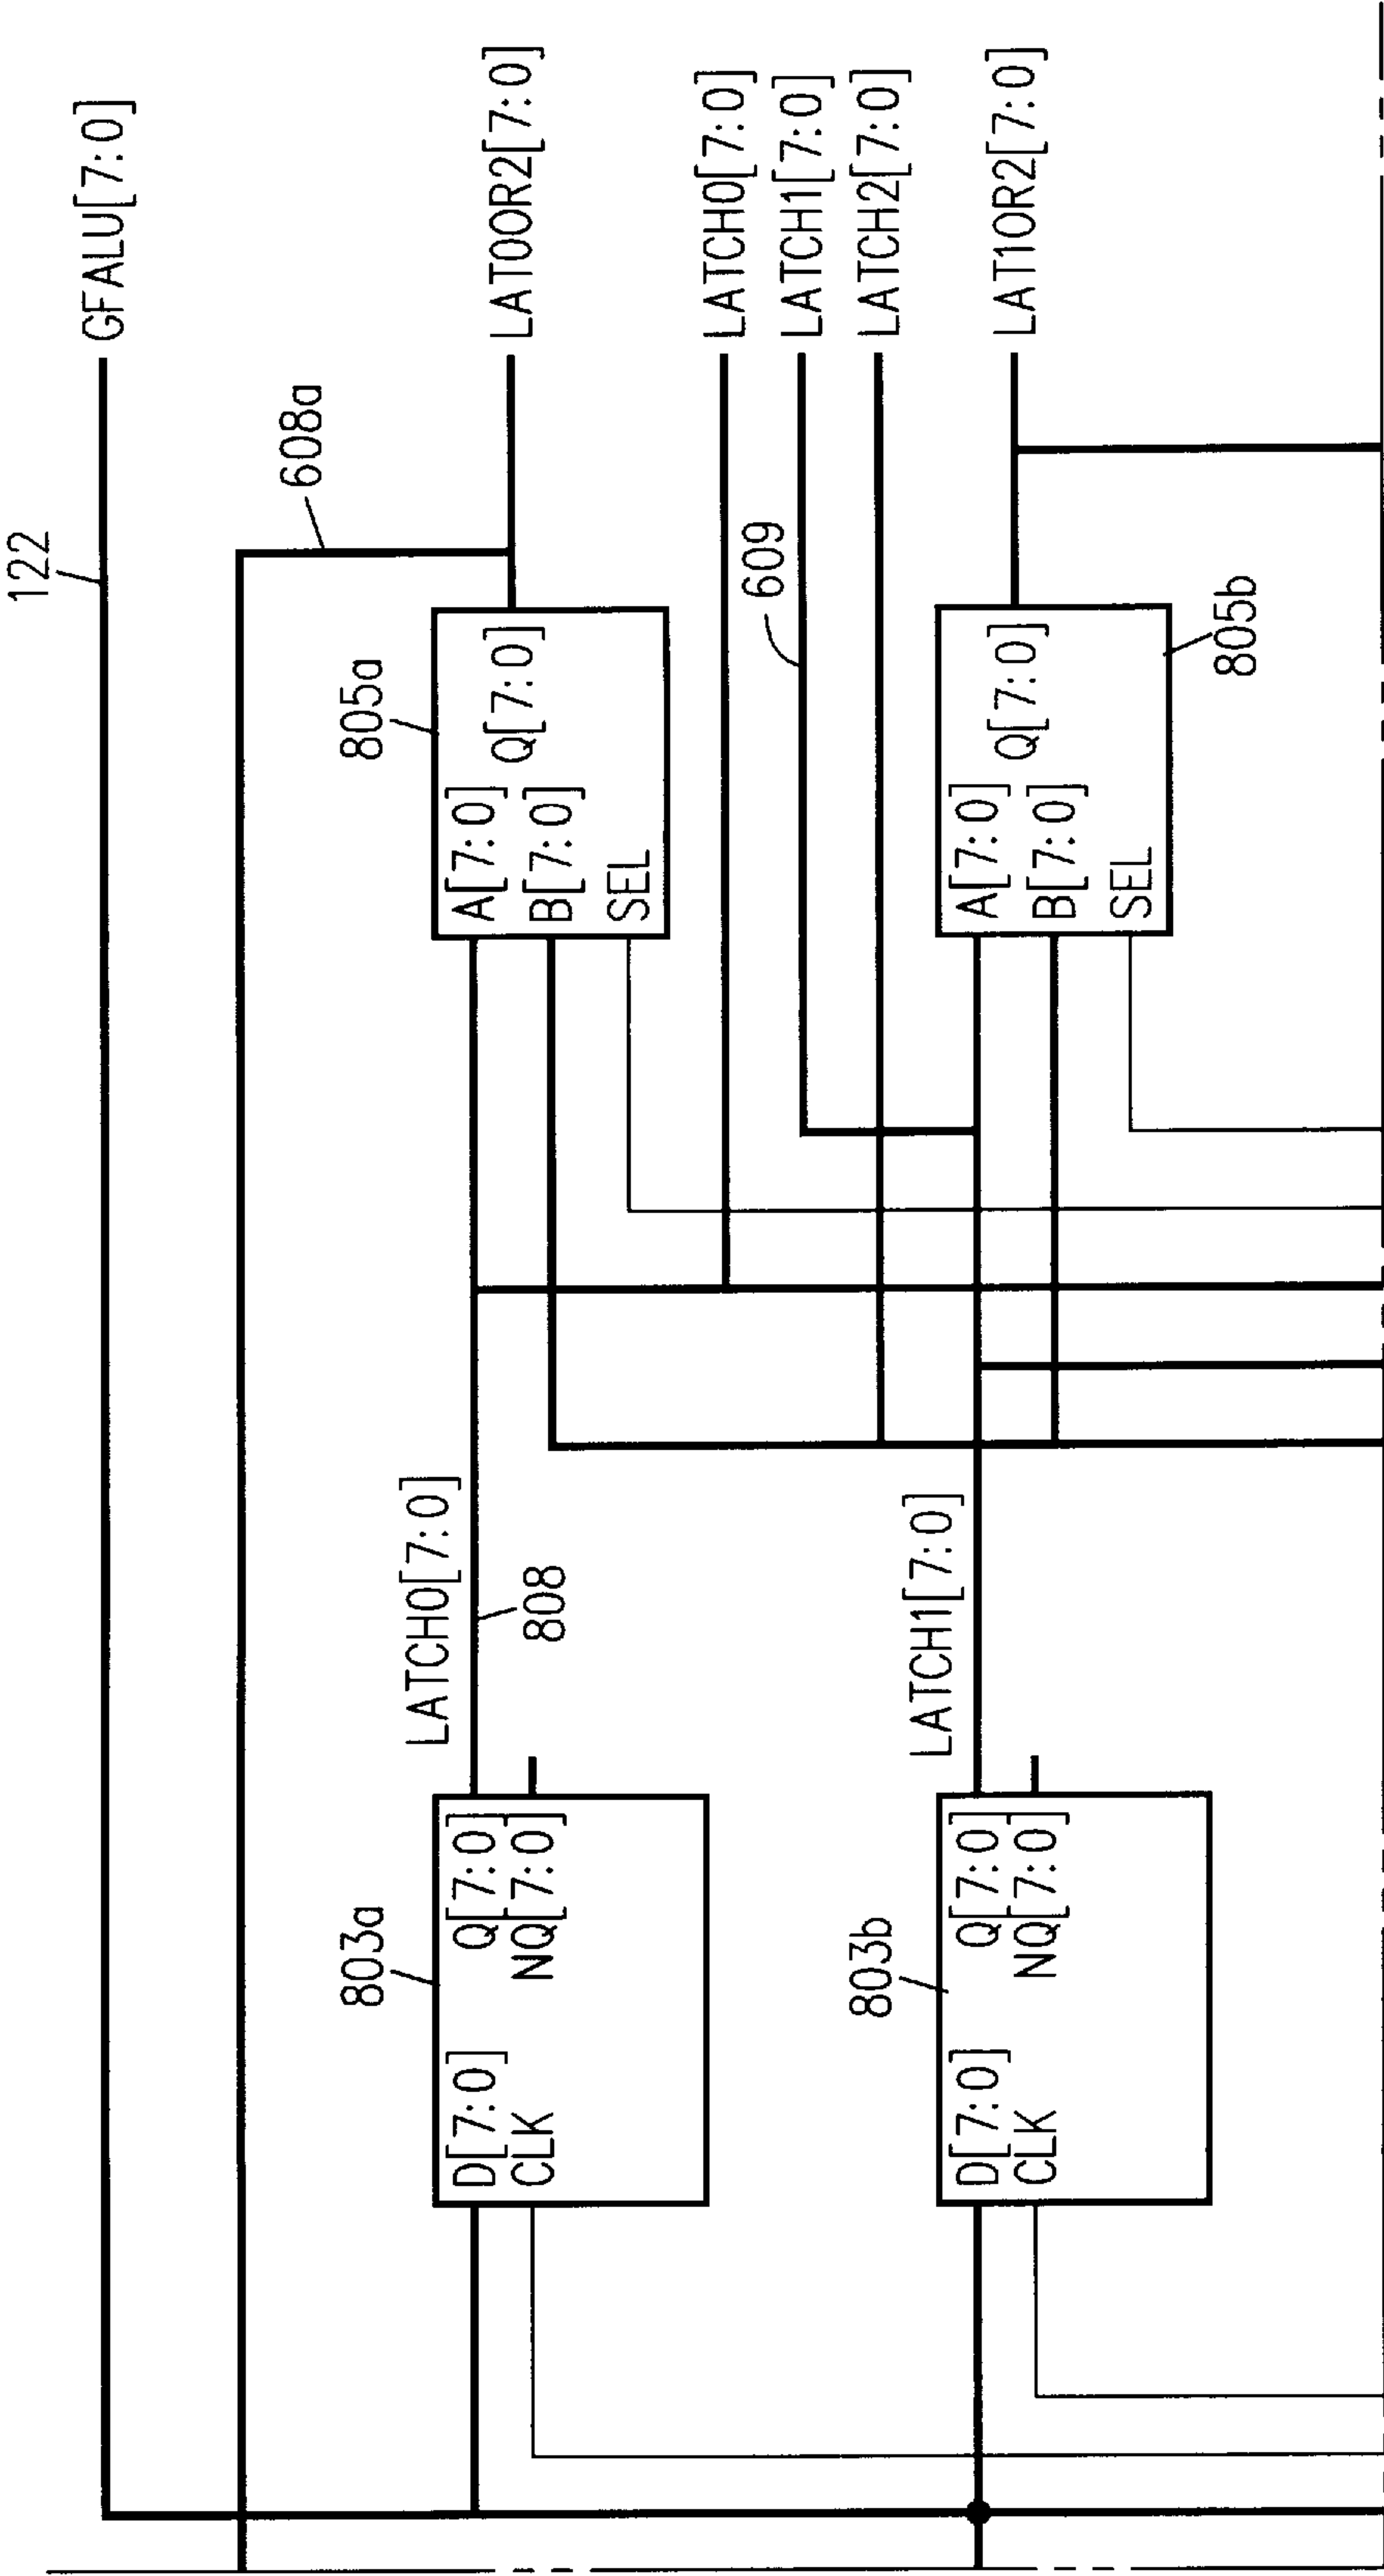 122
GFALU[7:0]
608a
805a
A[7:0]
Q[7:0]
B[7:0]
SEL
LAT0OR2[7:0]
LATCH0[7:0]
808
803a
D[7:0]
Q[7:0]
CLK
NQ[7:0]
609
LATCH0[7:0]
LATCH1[7:0]
LATCH2[7:0]
803b
D[7:0]
Q[7:0]
CLK
NQ[7:0]
LATCH1[7:0]
A[7:0]
Q[7:0]
B[7:0]
SEL
805b
LAT1OR2[7:0]